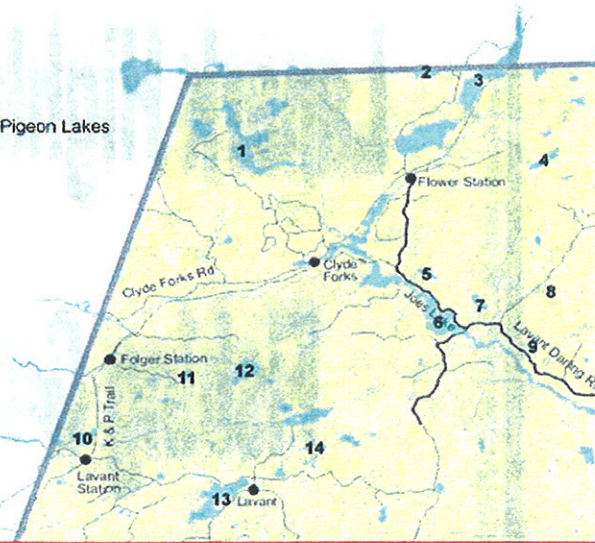 2
3
Pigeon Lakes
1
4
Flower Station
Clyde
Forks
Clyde Forks Rd
5
8
7
Joes Lake
6
Lavant Darling Rd
9
Folger Station
12
11
K & P Trail
10
14
Lavant
Station
13
Lavant